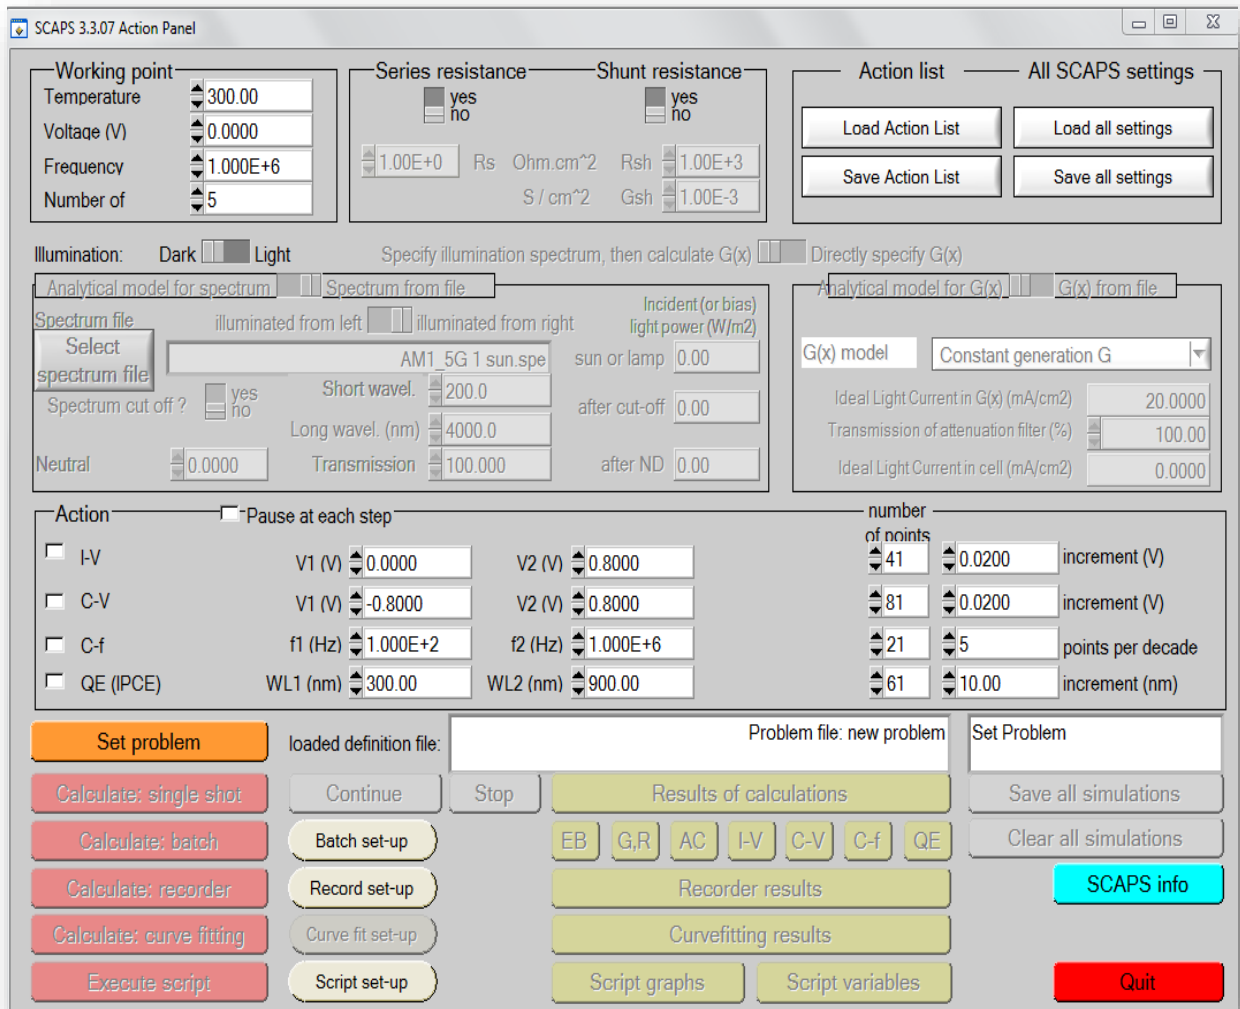 SCAPS 3.3.07 Action Panel
Working point
Temperature 300.00
Voltage (V) 0.0000
Frequency 1.000E+6
Number of 5
Series resistance
yes
no
Shunt resistance
yes
no
1.00E+0 Rs Ohm.cm^2 Rsh 1.00E+3
S / cm^2 Gsh 1.00E-3
Action list
All SCAPS settings
Load Action List
Load all settings
Save Action List
Save all settings
Illumination: Dark Light
Specify illumination spectrum, then calculate G(x) Directly specify G(x)
Analytical model for spectrum Spectrum from file
Spectrum file
illuminated from left illuminated from right
Incident (or bias)
light power (W/m2)
Select
spectrum file
AM1_5G 1 sun.spe
sun or lamp 0.00
Spectrum cut off ? yes
no
Short wavel. 200.0
after cut-off 0.00
Long wavel. (nm) 4000.0
Neutral 0.0000
Transmission 100.000
after ND 0.00
Analytical model for G(x) G(x) from file
G(x) model Constant generation G
Ideal Light Current in G(x) (mA/cm2) 20.0000
Transmission of attenuation filter (%) 100.00
Ideal Light Current in cell (mA/cm2) 0.0000
Action
Pause at each step
number
of points
I-V V1 (V) 0.0000 V2 (V) 0.8000 41 0.0200 increment (V)
C-V V1 (V) -0.8000 V2 (V) 0.8000 81 0.0200 increment (V)
C-f f1 (Hz) 1.000E+2 f2 (Hz) 1.000E+6 21 5 points per decade
QE (IPCE) WL1 (nm) 300.00 WL2 (nm) 900.00 61 10.00 increment (nm)
Set problem
loaded definition file:
Problem file: new problem
Set Problem
Calculate: single shot
Continue
Stop
Results of calculations
Save all simulations
Calculate: batch
Batch set-up
EB G,R AC I-V C-V C-f QE
Clear all simulations
Calculate: recorder
Record set-up
Recorder results
SCAPS info
Calculate: curve fitting
Curve fit set-up
Curvefitting results
Execute script
Script set-up
Script graphs
Script variables
Quit